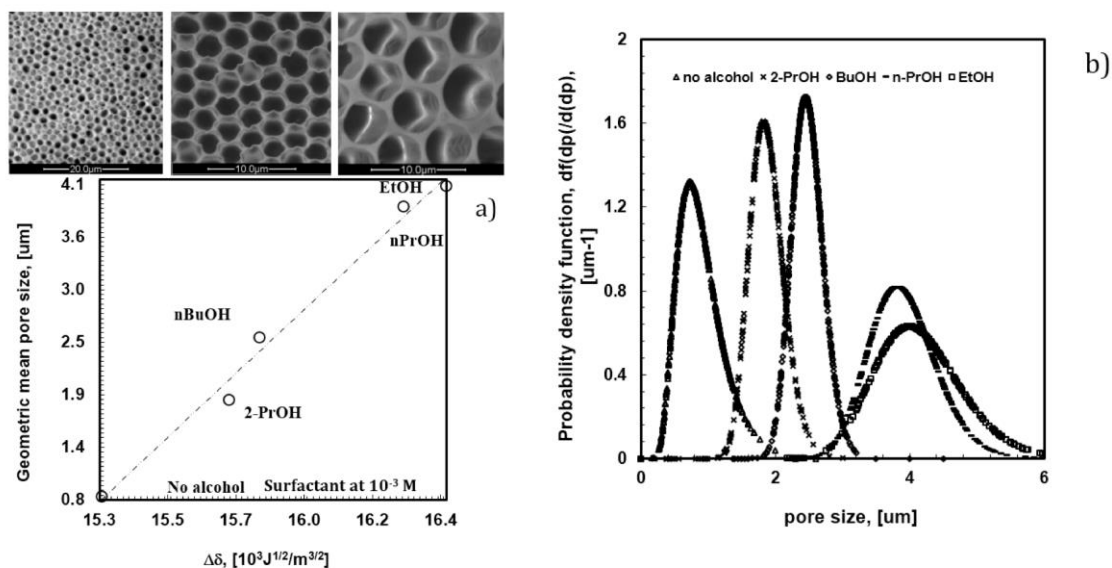 20.0μm
10.0μm
10.0μm
a)
Geometric mean pore size, [um]
4.1
3.6
3.0
2.5
1.9
1.4
0.8
EtOH
nPrOH
nBuOH
2-PrOH
No alcohol Surfactant at 10⁻³ M
15.3 15.7 16.0 16.2 16.4
Δδ, [10³J¹/²/m³/²]
b)
Probability density function, df(dp(/d(dp),
[um-1]
2
1.6
1.2
0.8
0.4
0
no alcohol 2-PrOH BuOH n-PrOH EtOH
0 2 4 6
pore size, [um]